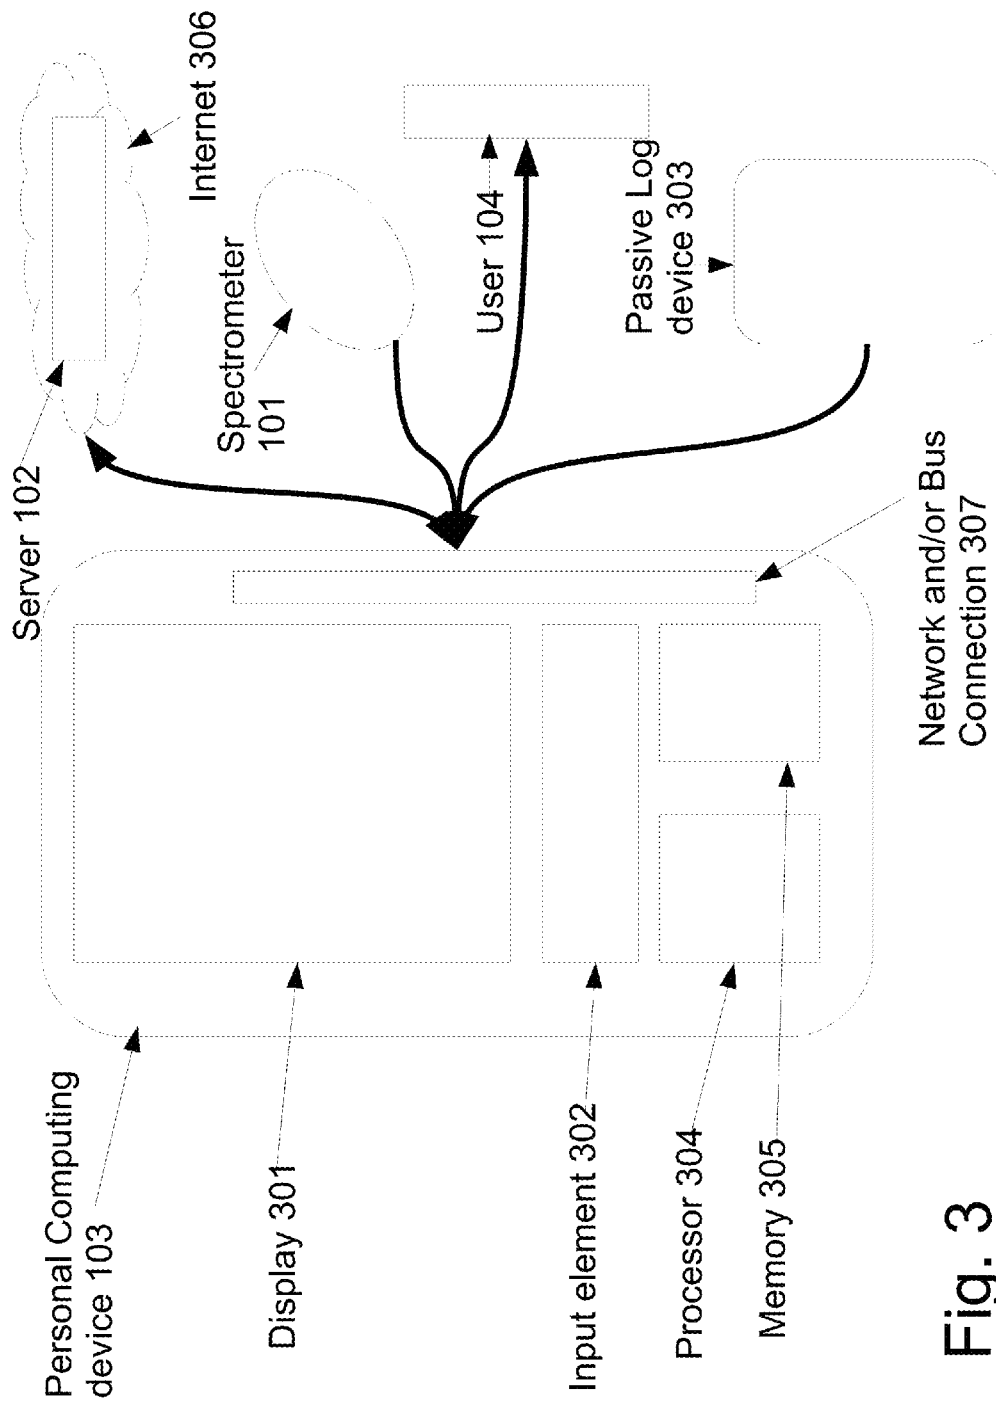 Personal Computing
device 103
Display 301
Input element 302
Processor 304
Memory 305
Server 102
Internet 306
Spectrometer
101
User 104
Passive Log
device 303
Network and/or Bus
Connection 307
Fig. 3